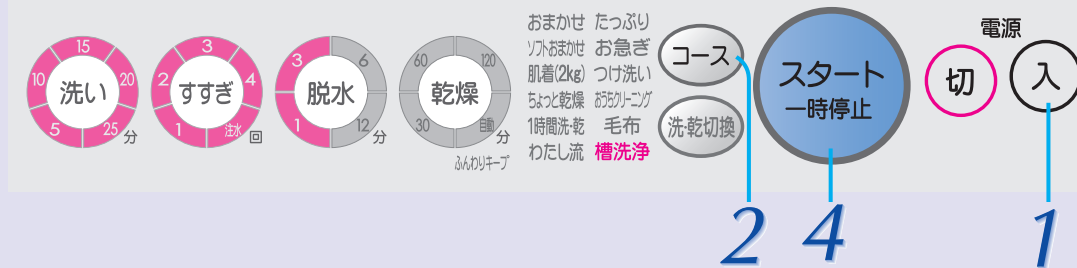 15
10
20
洗い
5
25
分
3
2
4
すすぎ
1
注水
回
3
6
脱水
1
12
分
60
120
乾燥
30
自動
分
ふんわりキープ
おまかせ たっぷり
ソフトおまかせ お急ぎ
肌着(2kg) つけ洗い
ちょっと乾燥 おうちクリーニング
1時間洗・乾 毛布
わたし流 槽洗浄
コース
洗・乾切換
スタート
一時停止
電源
切
入
2
4
1